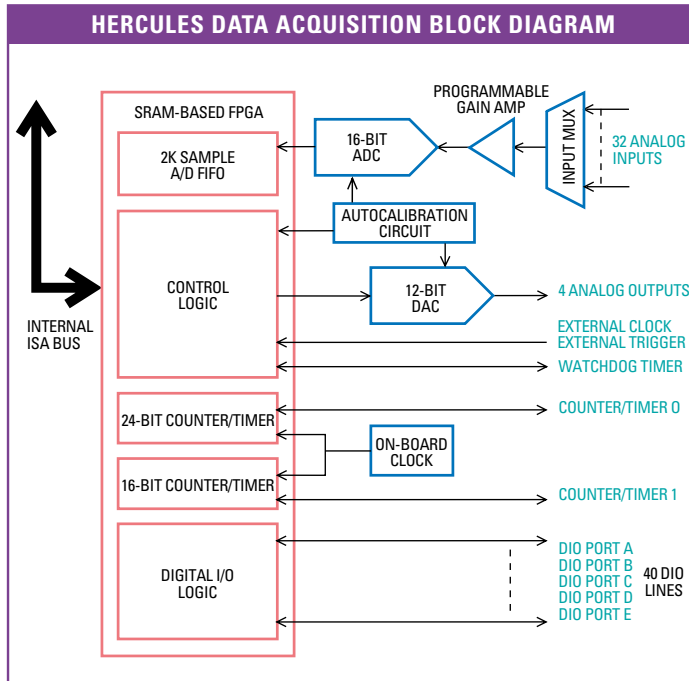 HERCULES DATA ACQUISITION BLOCK DIAGRAM
SRAM-BASED FPGA
PROGRAMMABLE
GAIN AMP
2K SAMPLE
A/D FIFO
16-BIT
ADC
INPUT MUX
32 ANALOG
INPUTS
AUTOCALIBRATION
CIRCUIT
CONTROL
LOGIC
12-BIT
DAC
4 ANALOG OUTPUTS
INTERNAL
ISA BUS
EXTERNAL CLOCK
EXTERNAL TRIGGER
WATCHDOG TIMER
24-BIT COUNTER/TIMER
COUNTER/TIMER 0
ON-BOARD
CLOCK
16-BIT COUNTER/TIMER
COUNTER/TIMER 1
DIGITAL I/O
LOGIC
DIO PORT A
DIO PORT B
DIO PORT C
DIO PORT D
DIO PORT E
40 DIO
LINES